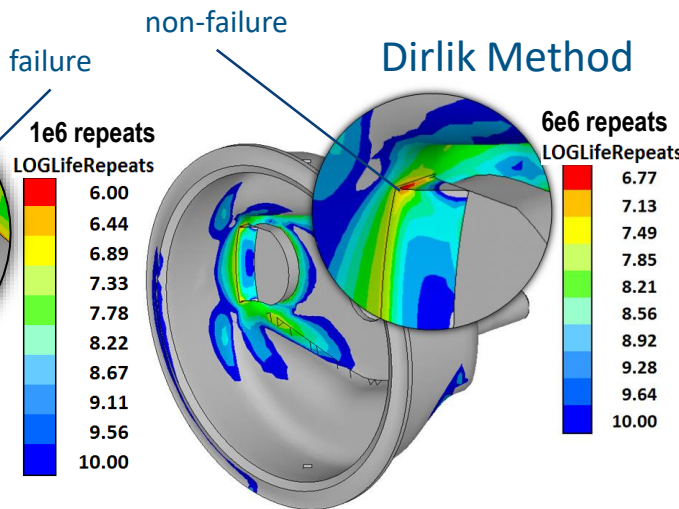 non-failure
failure
Dirlik Method
1e6 repeats
LOGLifeRepeats
6.00
6.44
6.89
7.33
7.78
8.22
8.67
9.11
9.56
10.00
6e6 repeats
LOGLifeRepeats
6.77
7.13
7.49
7.85
8.21
8.56
8.92
9.28
9.64
10.00